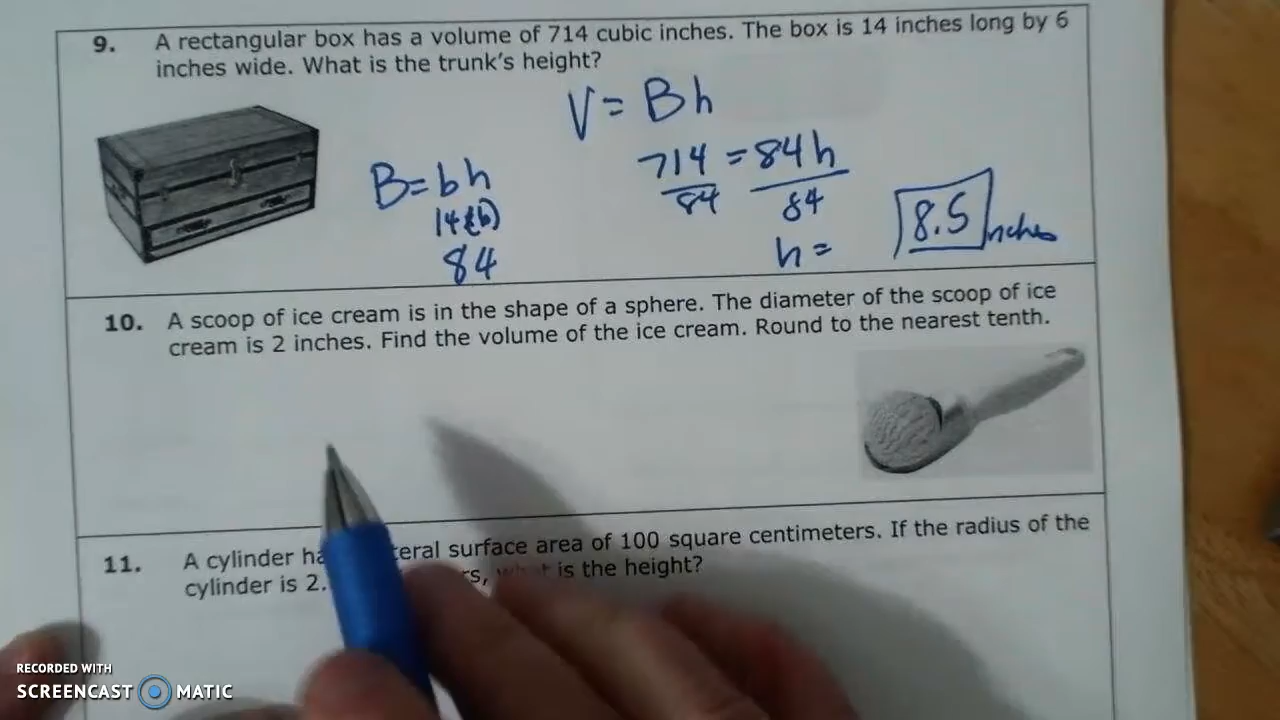 9. A rectangular box has a volume of 714 cubic inches. The box is 14 inches long by 6
inches wide. What is the trunk's height?
V = Bh
B = bh
14(6)
84
714 = 84h
84 84
h = 8.5 inches
10. A scoop of ice cream is in the shape of a sphere. The diameter of the scoop of ice
cream is 2 inches. Find the volume of the ice cream. Round to the nearest tenth.
11. A cylinder surface area of 100 square centimeters. If the radius of the
cylinder is 2. is the height?
RECORDED WITH
SCREENCAST MATIC